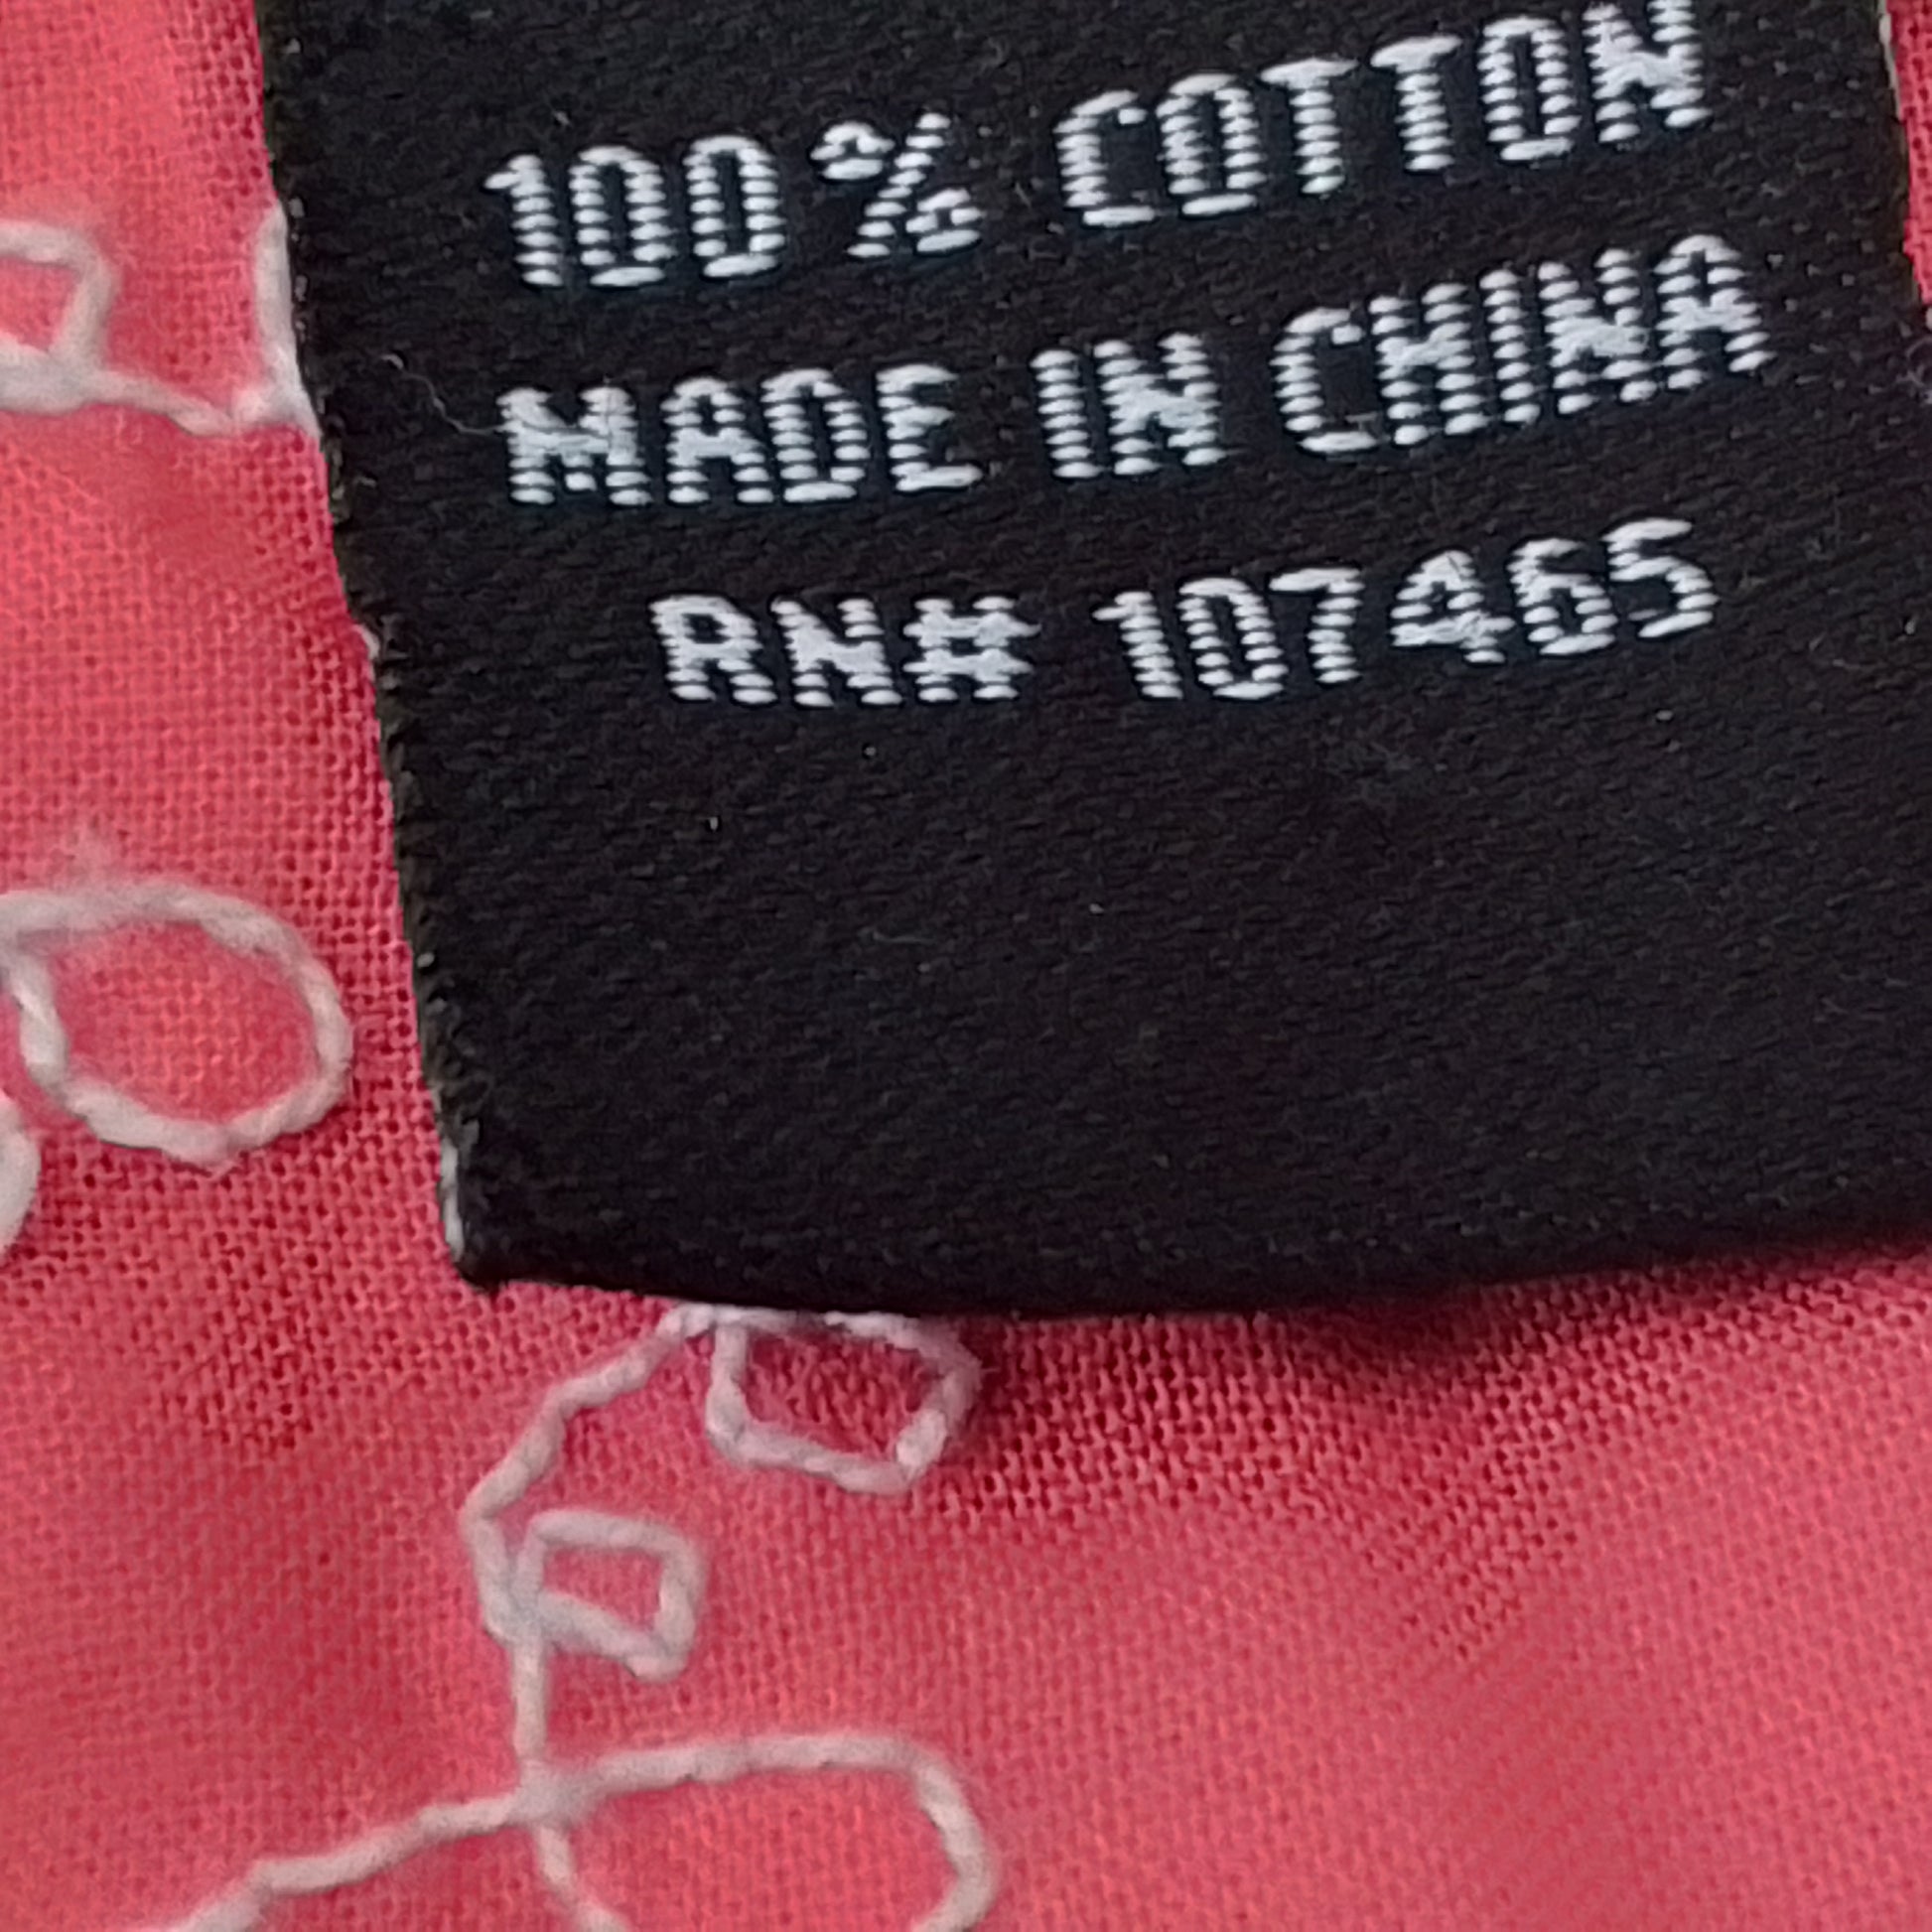 100% COTTON
MADE IN CHINA
RN# 107465